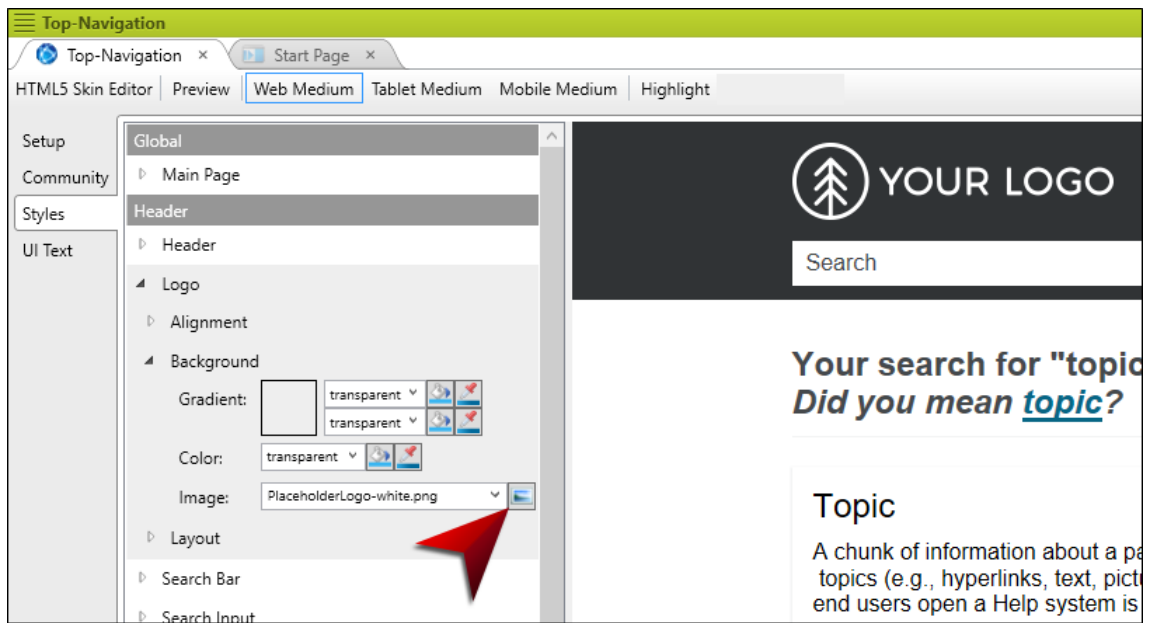 Top-Navigation
Top-Navigation × Start Page ×
HTML5 Skin Editor Preview Web Medium Tablet Medium Mobile Medium Highlight
Setup
Community
Styles
UI Text
Global
Main Page
Header
Header
Logo
Alignment
Background
Gradient: transparent
transparent
Color: transparent
Image: PlaceholderLogo-white.png
Layout
Search Bar
Search Input
YOUR LOGO
Search
Your search for "topic
Did you mean topic?
Topic
A chunk of information about a pa
topics (e.g., hyperlinks, text, pictu
end users open a Help system is